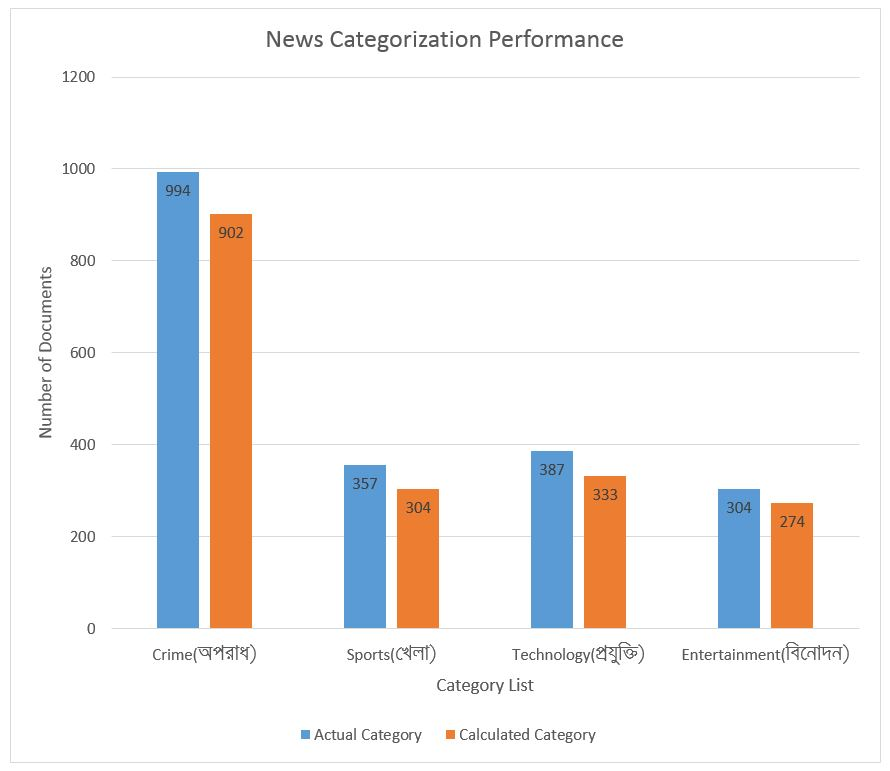 News Categorization Performance
1200
1000
800
600
400
200
0
Number of Documents
994
902
357
304
387
333
304
274
Crime(অপরাধ)
Sports(খেলা)
Technology(প্রযুক্তি)
Entertainment(বিনোদন)
Category List
Actual Category
Calculated Category